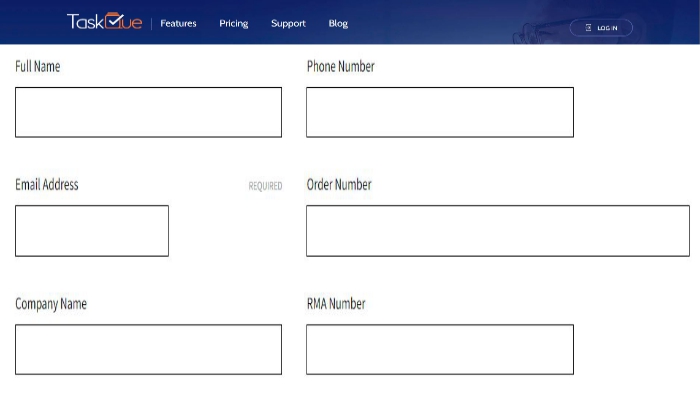 TaskQue
Features Pricing Support Blog LOG IN
Full Name Phone Number
Email Address REQUIRED Order Number
Company Name RMA Number